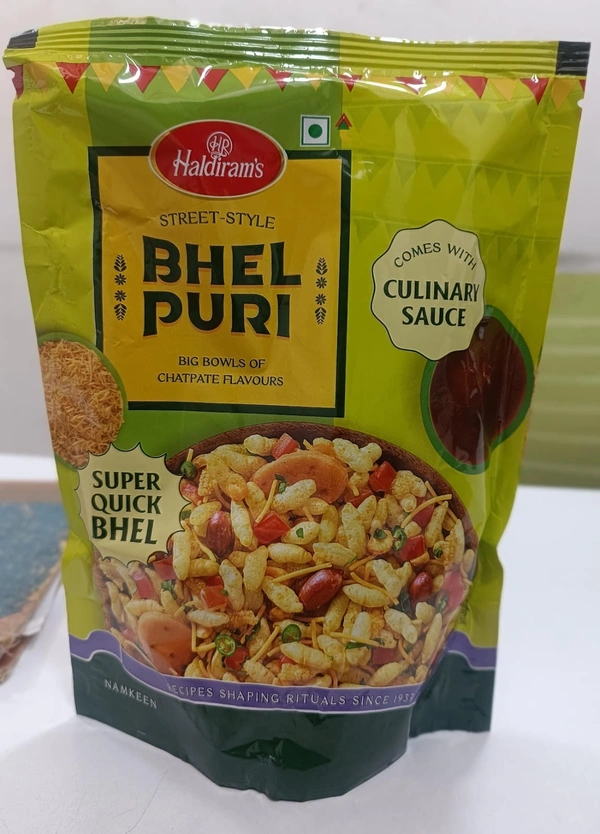 HR
Haldiram's
STREET-STYLE
BHEL
PURI
BIG BOWLS OF
CHATPATE FLAVOURS
COMES WITH
CULINARY
SAUCE
SUPER
QUICK
BHEL
NAMKEEN
RECIPES SHAPING RITUALS SINCE 1937